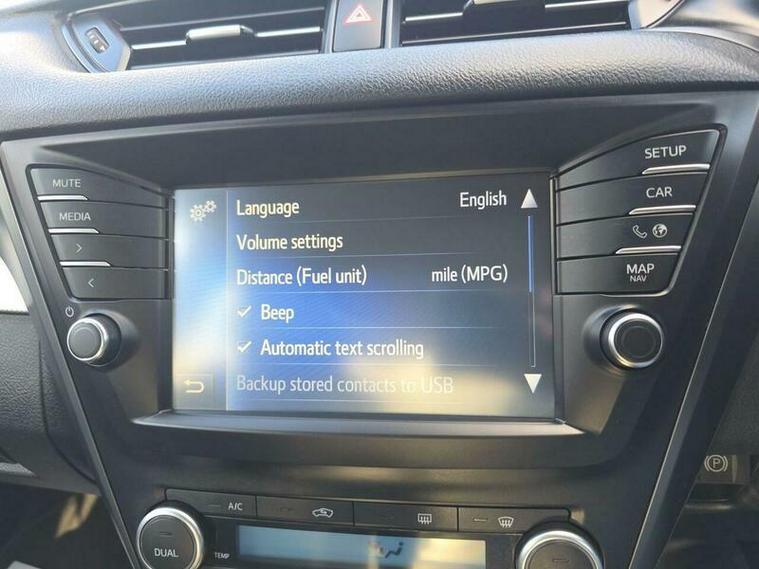 MUTE
MEDIA
>
<
Language English
Volume settings
Distance (Fuel unit) mile (MPG)
Beep
Automatic text scrolling
Backup stored contacts to USB
SETUP
CAR
MAP
NAV
A/C
DUAL
TEMP